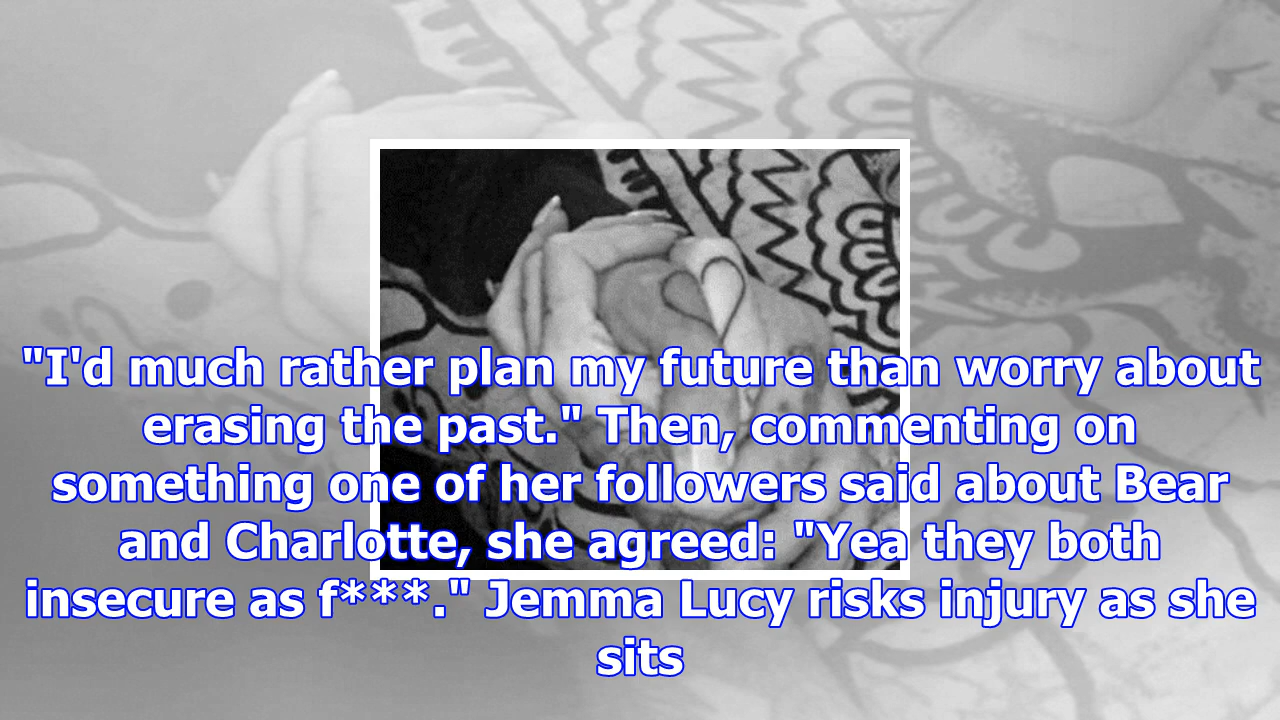 "I'd much rather plan my future than worry about
erasing the past." Then, commenting on
something one of her followers said about Bear
and Charlotte, she agreed: "Yea they both
insecure as f***." Jemma Lucy risks injury as she
sits